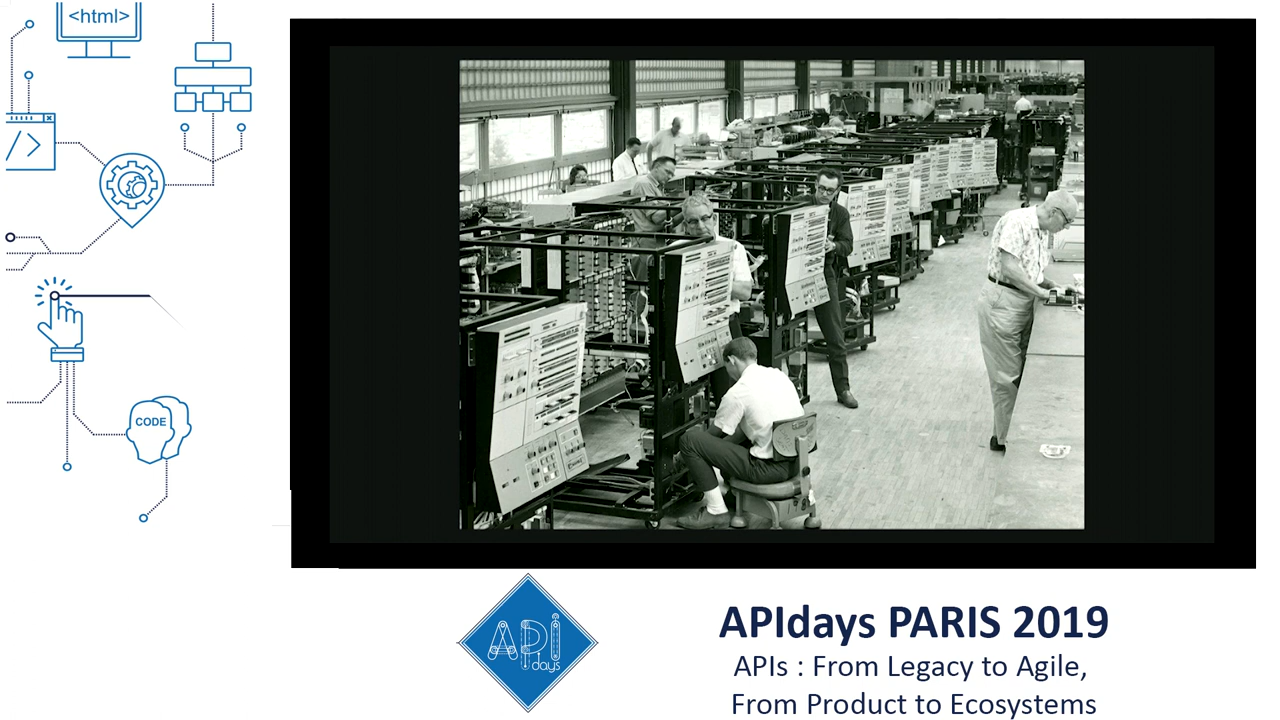 <html>
</>
CODE
API
days
APIdays PARIS 2019
APIs : From Legacy to Agile,
From Product to Ecosystems